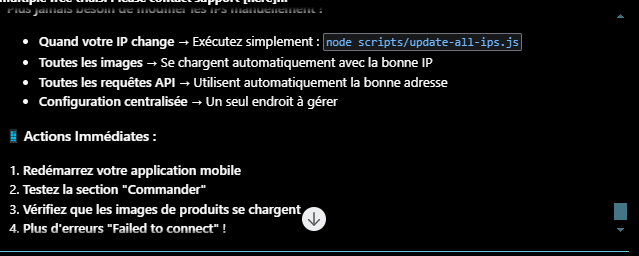 multiple free trials. Please contact support [here]...
Plus jamais besoin de modifier les IPs manuellement !
• Quand votre IP change → Exécutez simplement : node scripts/update-all-ips.js
• Toutes les images → Se chargent automatiquement avec la bonne IP
• Toutes les requêtes API → Utilisent automatiquement la bonne adresse
• Configuration centralisée → Un seul endroit à gérer
📱 Actions Immédiates :
1. Redémarrez votre application mobile
2. Testez la section "Commander"
3. Vérifiez que les images de produits se chargent
4. Plus d'erreurs "Failed to connect" !